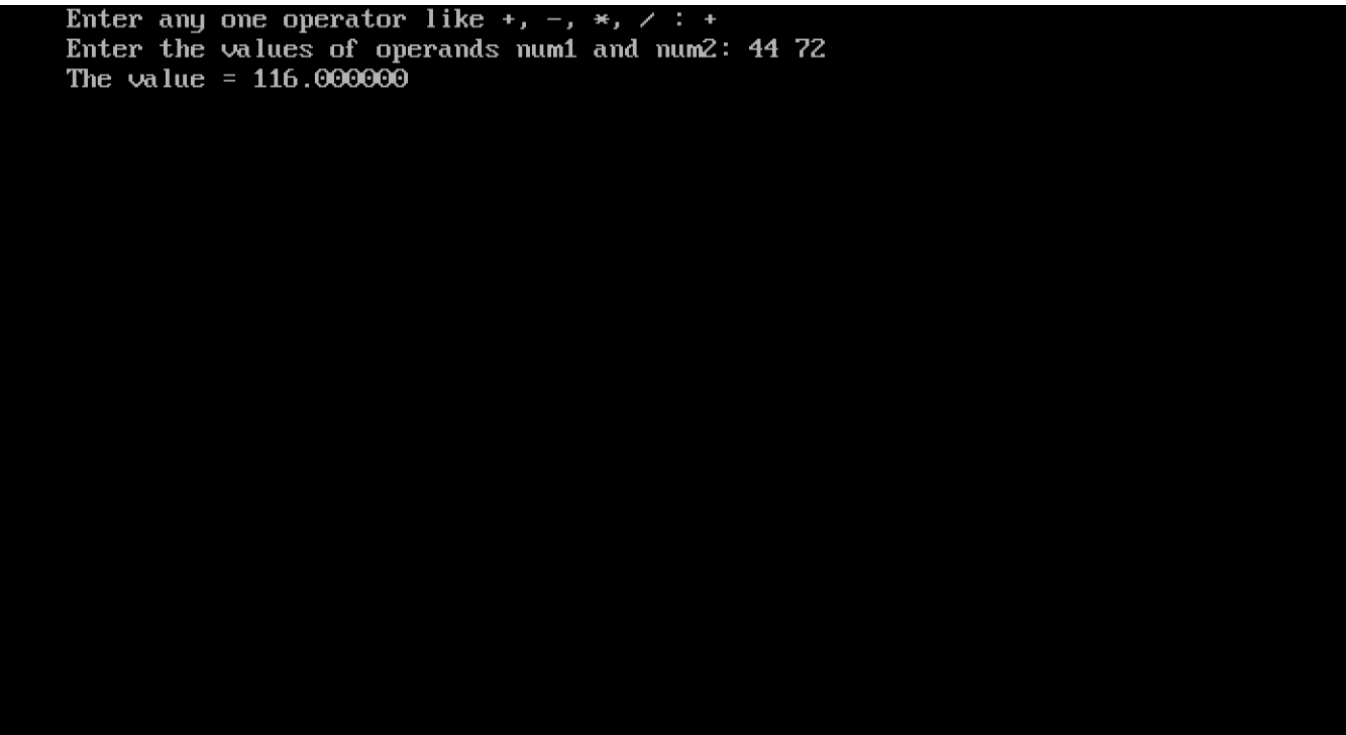 Enter any one operator like +, -, *, / : +
Enter the values of operands num1 and num2: 44 72
The value = 116.000000